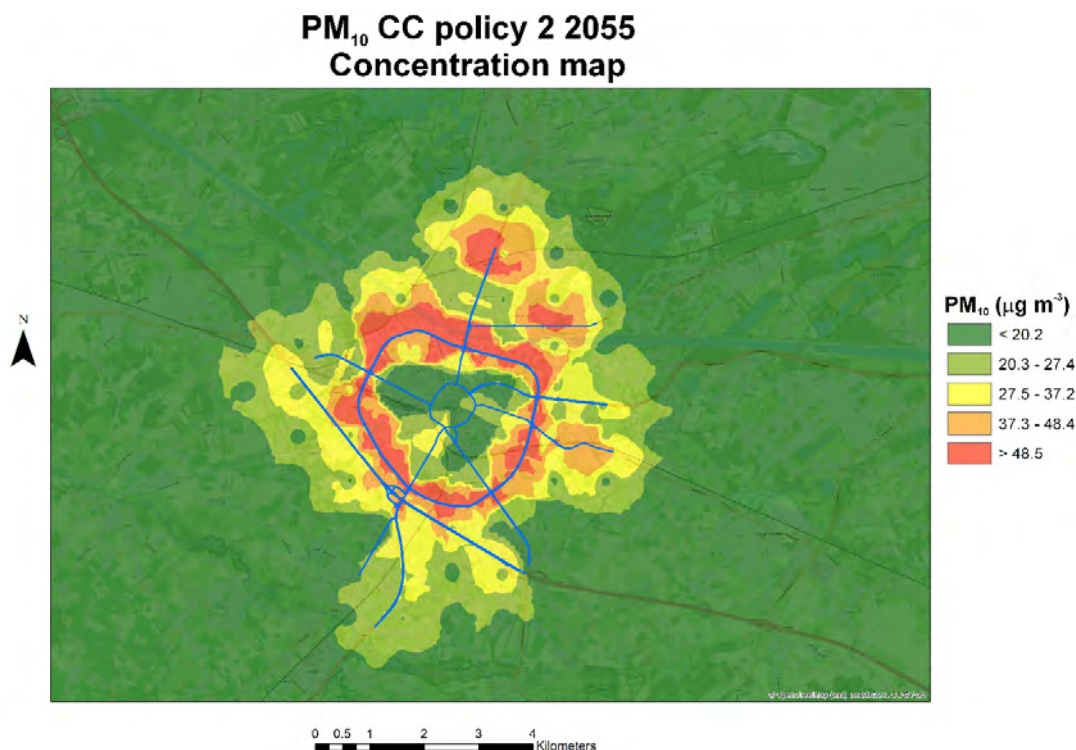 PM₁₀ CC policy 2 2055
Concentration map
N
PM₁₀ (µg m⁻³)
< 20.2
20.3 - 27.4
27.5 - 37.2
37.3 - 48.4
> 48.5
0 0.5 1 2 3 4
Kilometers